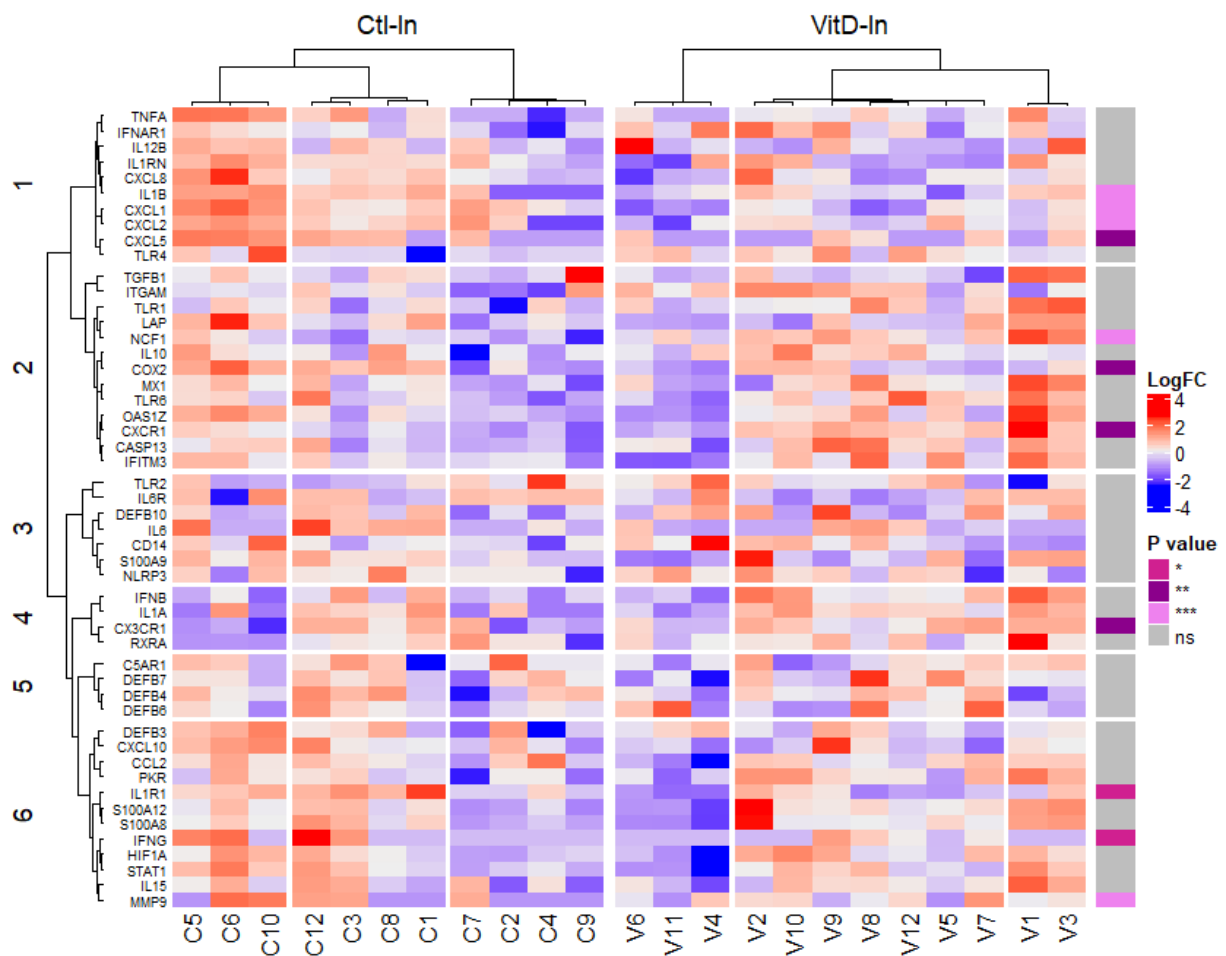 Ctl-In VitD-In
1
TNFA
IFNAR1
IL12B
IL1RN
CXCL8
IL1B
CXCL1
CXCL2
CXCL5
TLR4
2
TGFB1
ITGAM
TLR1
LAP
NCF1
IL10
COX2
MX1
TLR6
OAS1Z
CXCR1
CASP13
IFITM3
3
TLR2
IL6R
DEFB10
IL6
CD14
S100A9
NLRP3
4
IFNB
IL1A
CX3CR1
RXRA
5
C5AR1
DEFB7
DEFB4
DEFB6
6
DEFB3
CXCL10
CCL2
PKR
IL1R1
S100A12
S100A8
IFNG
HIF1A
STAT1
IL15
MMP9
C5 C6 C10 C12 C3 C8 C1 C7 C2 C4 C9 V6 V11 V4 V2 V10 V9 V8 V12 V5 V7 V1 V3
LogFC
4
2
0
-2
-4
P value
*
**
***
ns